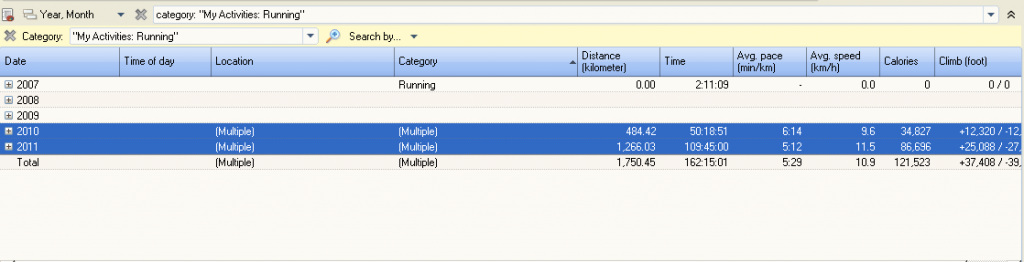 Year, Month category: "My Activities: Running"
Category: "My Activities: Running" Search by...
Date Time of day Location Category Distance (kilometer) Time Avg. pace (min/km) Avg. speed (km/h) Calories Climb (foot)
2007 Running 0.00 2:11:09 - 0.0 0 0 / 0
2008
2009
2010 (Multiple) (Multiple) 484.42 50:18:51 6:14 9.6 34,827 +12,320 / -12,
2011 (Multiple) (Multiple) 1,266.03 109:45:00 5:12 11.5 86,696 +25,088 / -27,
Total (Multiple) (Multiple) 1,750.45 162:15:01 5:29 10.9 121,523 +37,408 / -39,